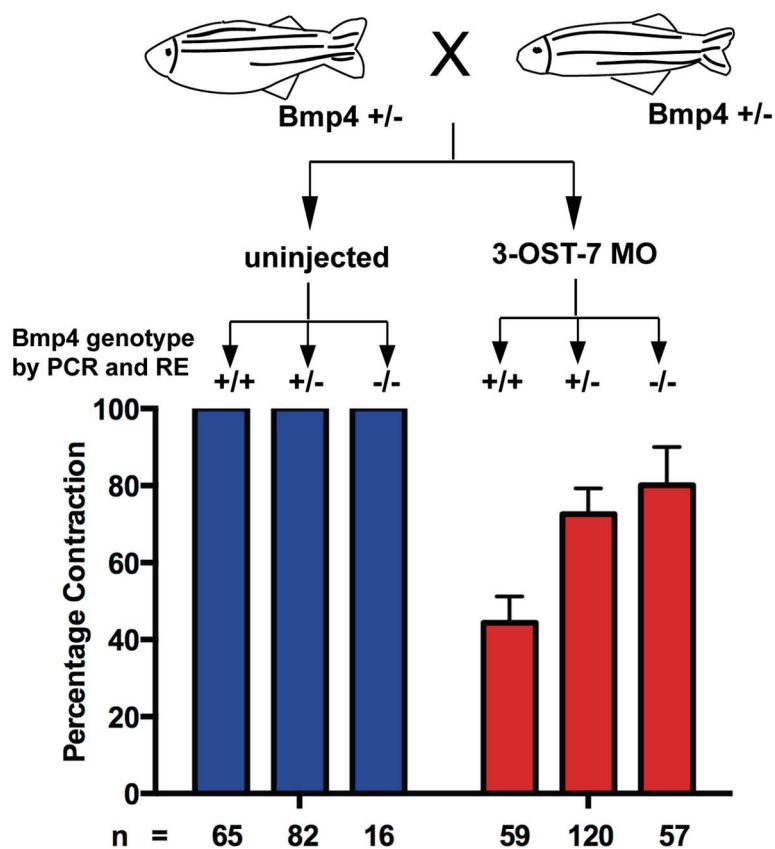 X
Bmp4 +/-
Bmp4 +/-
uninjected
3-OST-7 MO
Bmp4 genotype
by PCR and RE
+/+ +/- -/- +/+ +/- -/-
100
80
60
40
20
0
Percentage Contraction
n = 65 82 16 59 120 57